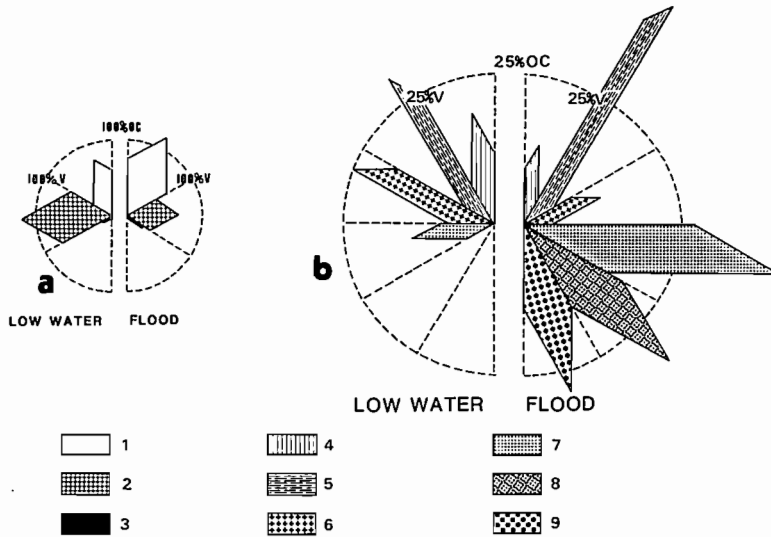 25%OC
25%V 25%V
100%OC
100%V 100%V
a
b
LOW WATER FLOOD
LOW WATER FLOOD
1 4 7
2 5 8
3 6 9